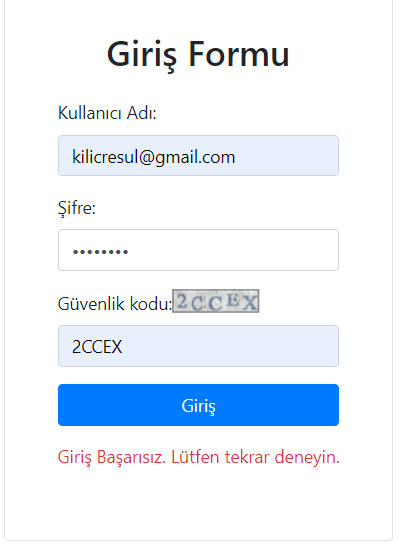 Giriş Formu
Kullanıcı Adı:
kilicresul@gmail.com
Şifre:
••••••••
Güvenlik kodu: 2CCEX
2CCEX
Giriş
Giriş Başarısız. Lütfen tekrar deneyin.